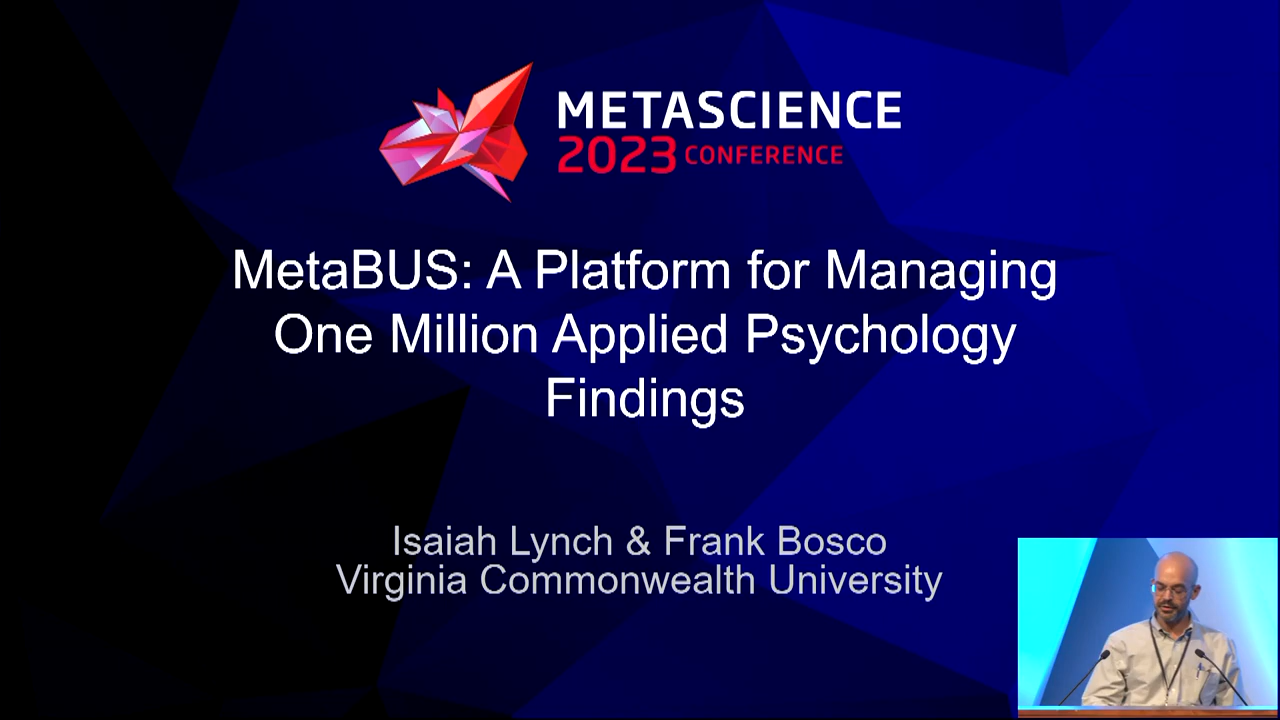 METASCIENCE
2023 CONFERENCE
MetaBUS: A Platform for Managing
One Million Applied Psychology
Findings
Isaiah Lynch & Frank Bosco
Virginia Commonwealth University